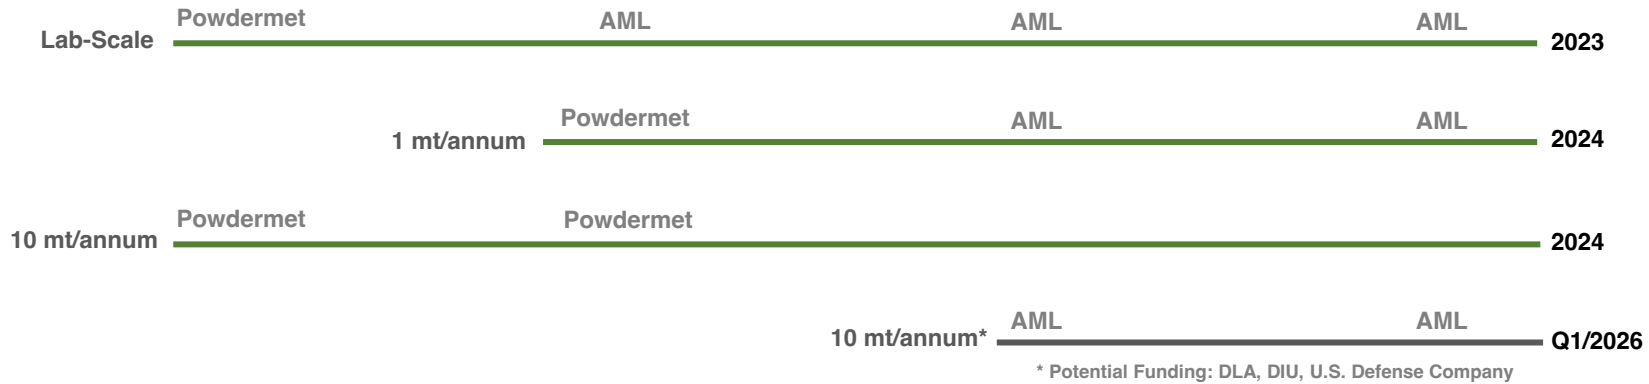 Powdermet AML AML AML
Lab-Scale 2023
Powdermet AML AML
1 mt/annum 2024
Powdermet Powdermet
10 mt/annum 2024
AML AML
10 mt/annum* Q1/2026
* Potential Funding: DLA, DIU, U.S. Defense Company